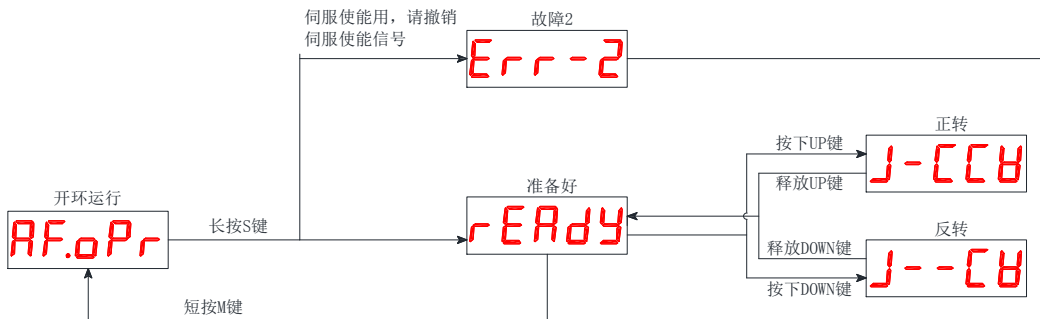 伺服使能用，请撤销
伺服使能信号
故障2
Err-2
正转
按下UP键
J-CCW
释放UP键
开环运行
准备好
AF.oPr
长按S键
rEAdy
反转
释放DOWN键
J--CW
按下DOWN键
短按M键